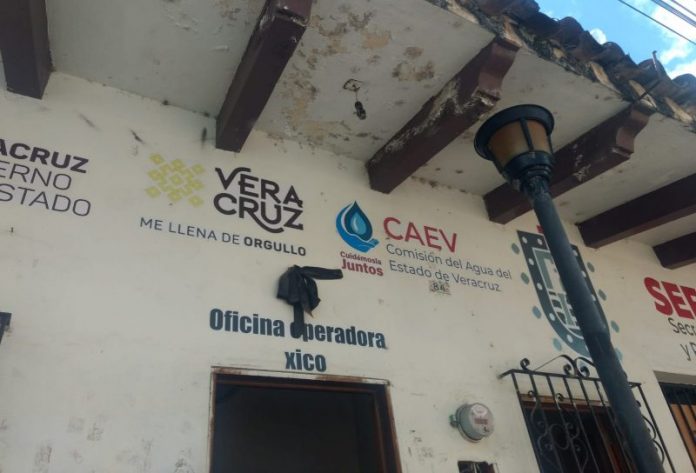 ACRUZ
ERNO
ESTADO
VERA
CRUZ
ME LLENA DE ORGULLO
Cuidémosla
Juntos
CAEV
Comisión del Agua del
Estado de Veracruz
84
Oficina operadora
xico
SE
Secre
y P